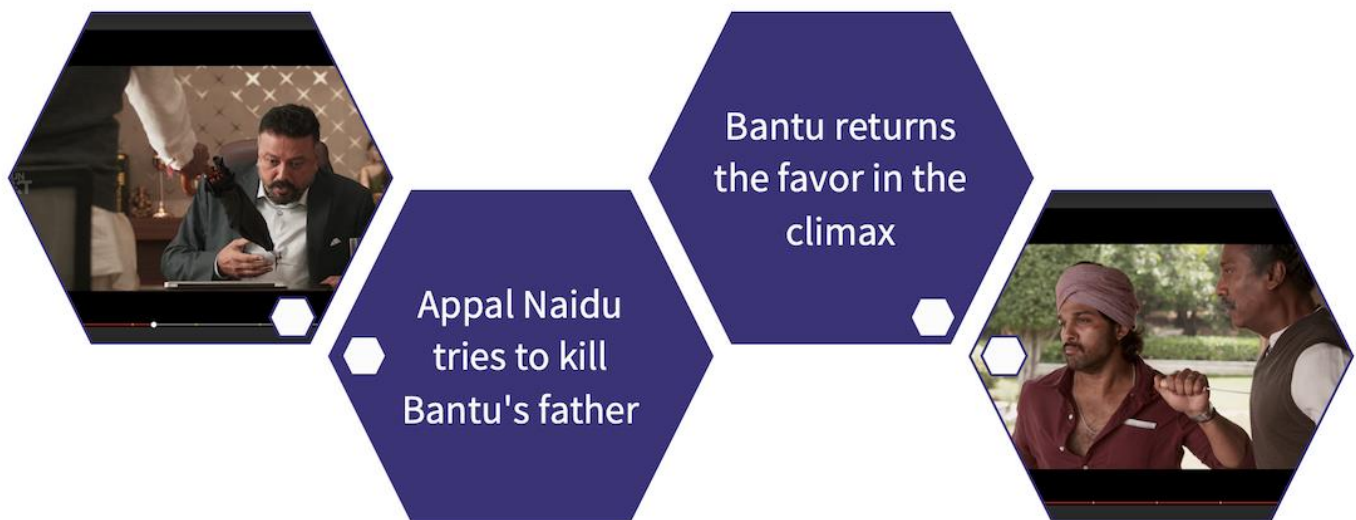 Appal Naidu
tries to kill
Bantu's father
Bantu returns
the favor in the
climax